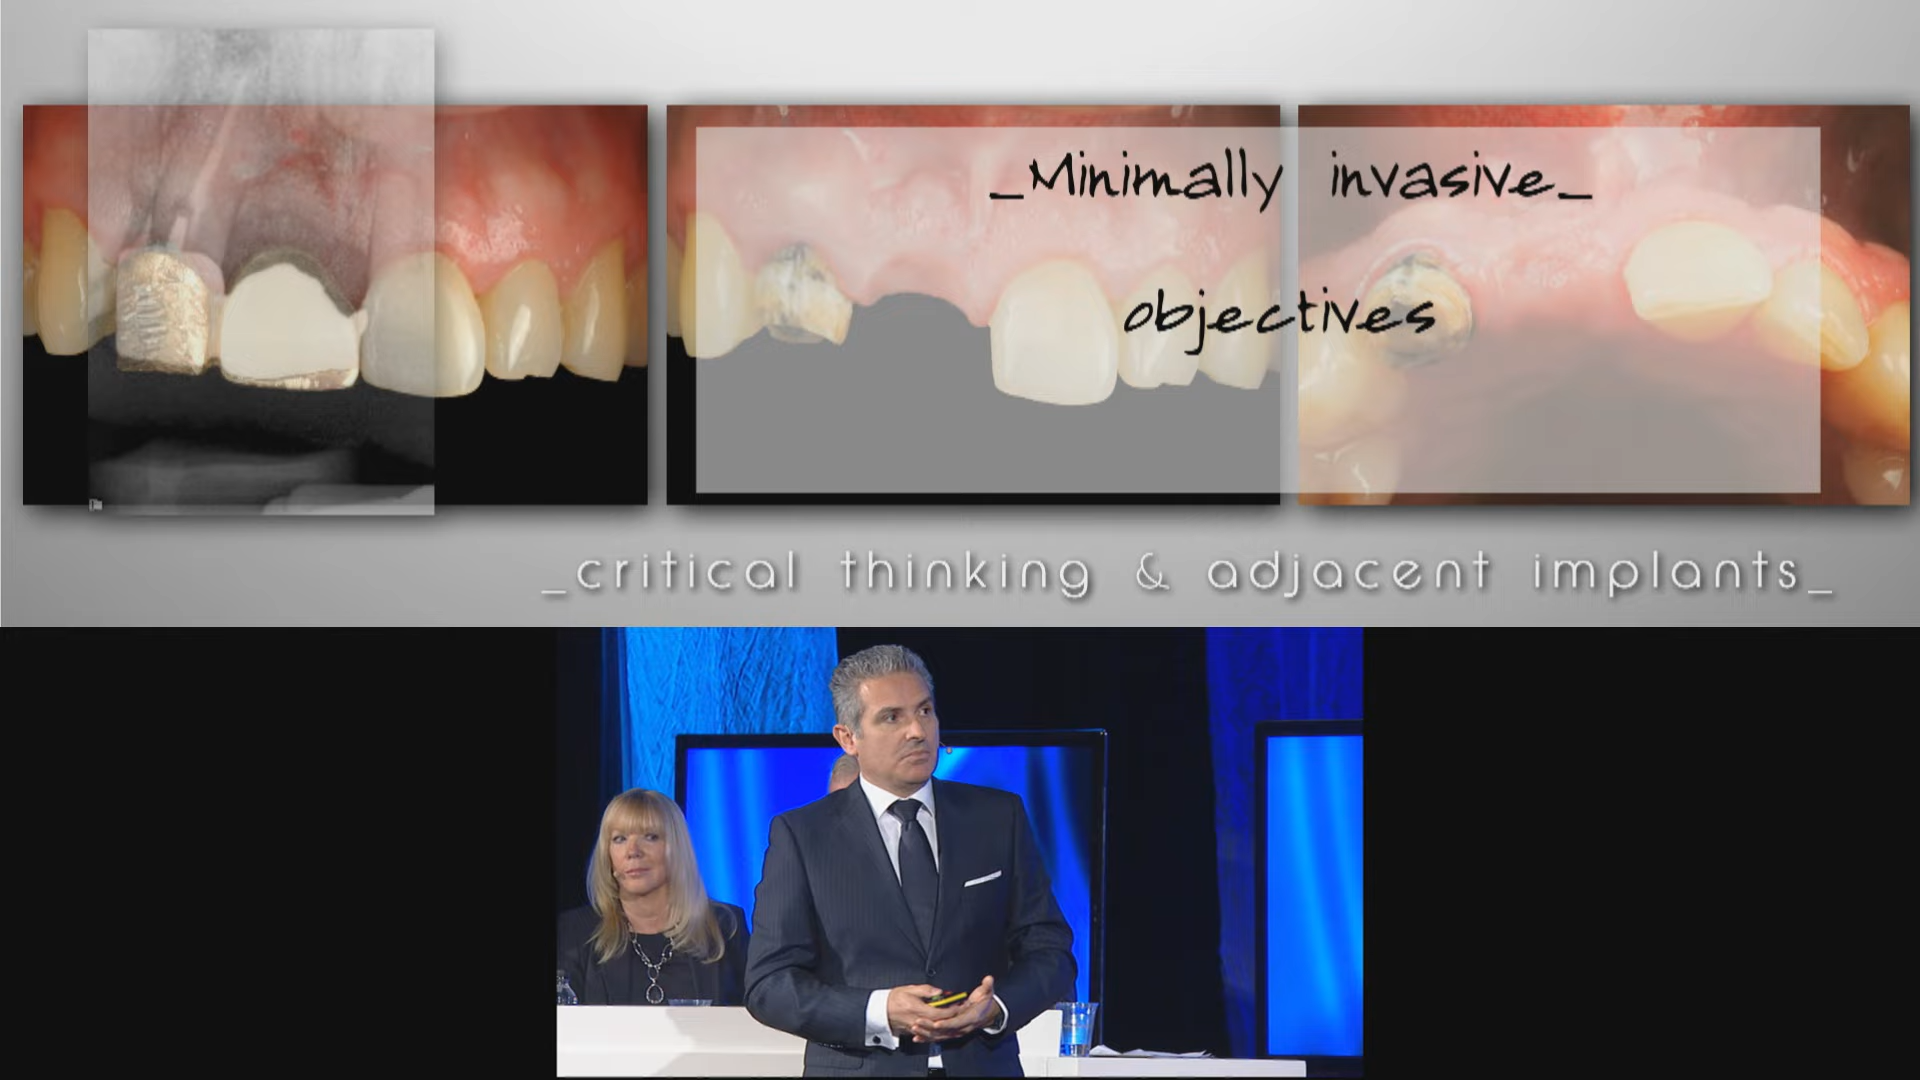 _Minimally invasive_
objectives
_critical thinking & adjacent implants_